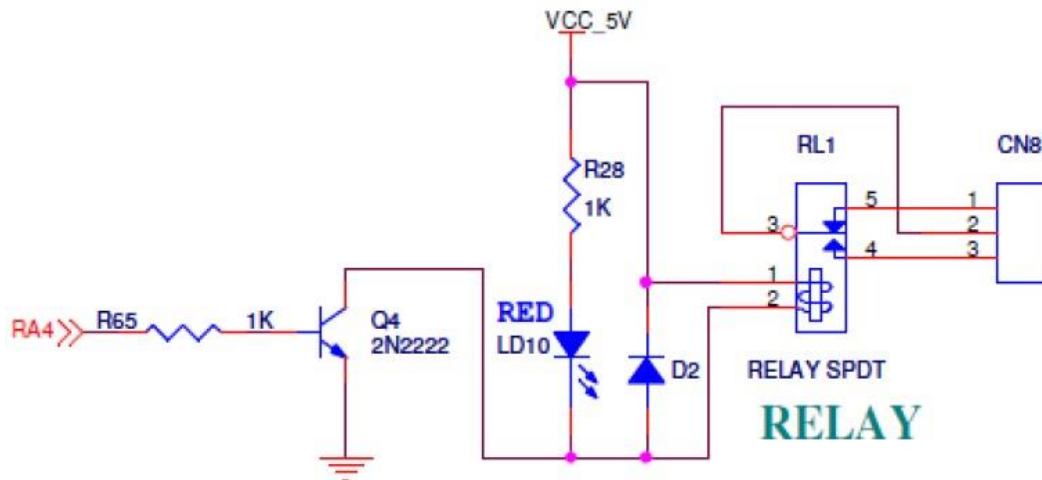 VCC_5V
RL1
CN8
R28
1K
5
1
3
2
4
3
1
2
RED
LD10
D2
RA4
R65
1K
Q4
2N2222
RELAY SPDT
RELAY